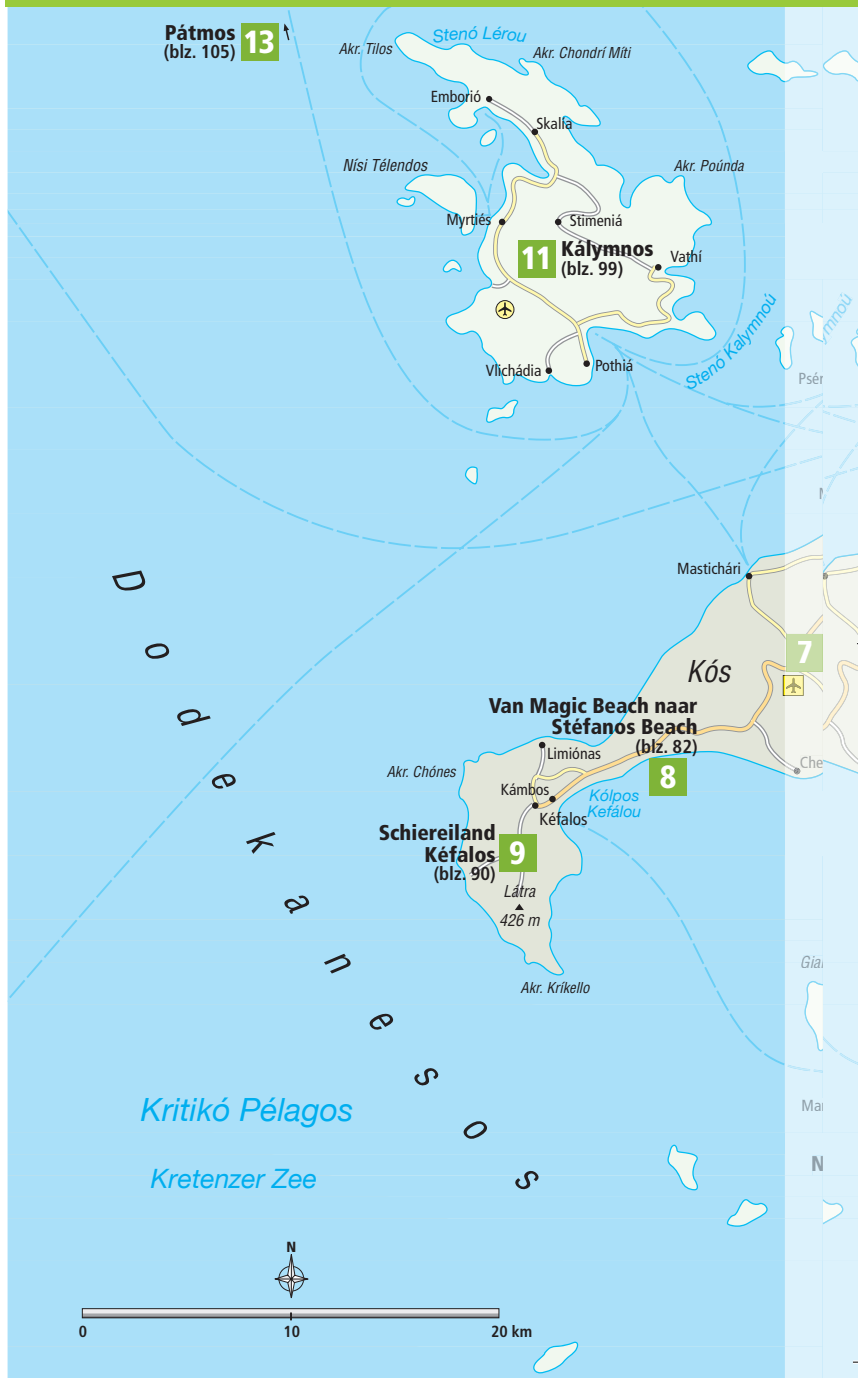 Pátmos
(blz. 105)
13
Akr. Tilos
Stenó Lérou
Akr. Chondrí Míti
Emborió
Skalía
Nísi Télendos
Akr. Poúnda
Myrtiés
Stimeniá
11
Kálymnos
(blz. 99)
Vathí
Stenó Kalymnoú
Vlichádia
Pothiá
Mastichári
7
Kós
Van Magic Beach naar
Stéfanos Beach
(blz. 82)
8
Limiónas
Akr. Chónes
Kámbos
Kéfalos
Kólpos
Kefálou
Schiereiland
Kéfalos
(blz. 90)
9
Látra
426 m
Akr. Kríkello
Dodekanesos
Kritikó Pélagos
Kretenzer Zee
N
0
10
20 km